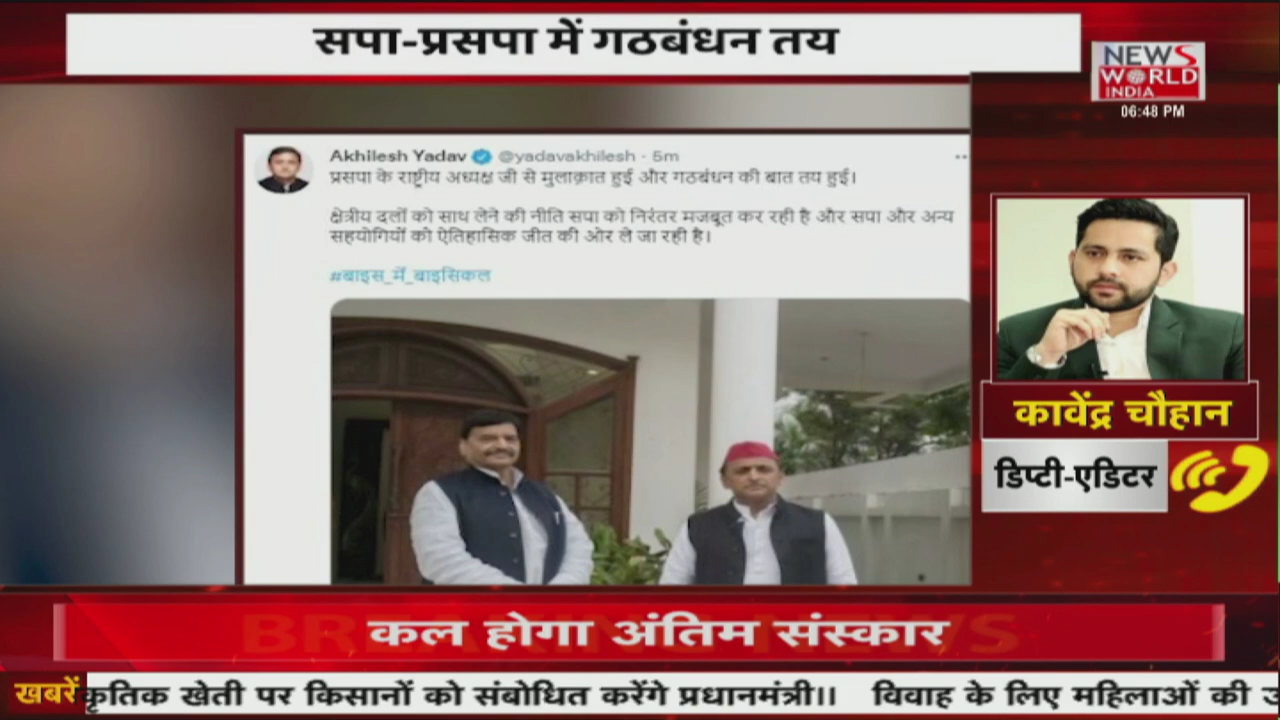 सपा-प्रसपा में गठबंधन तय
NEWS
WORLD
INDIA
06:48 PM
Akhilesh Yadav @yadavakhilesh · 5m
प्रसपा के राष्ट्रीय अध्यक्ष जी से मुलाक़ात हुई और गठबंधन की बात तय हुई।
क्षेत्रीय दलों को साथ लेने की नीति सपा को निरंतर मजबूत कर रही है और सपा और अन्य
सहयोगियों को ऐतिहासिक जीत की ओर ले जा रही है।
#बाइस_में_बाइसिकल
कावेंद्र चौहान
डिप्टी-एडिटर
कल होगा अंतिम संस्कार
खबरें कृतिक खेती पर किसानों को संबोधित करेंगे प्रधानमंत्री।। विवाह के लिए महिलाओं की